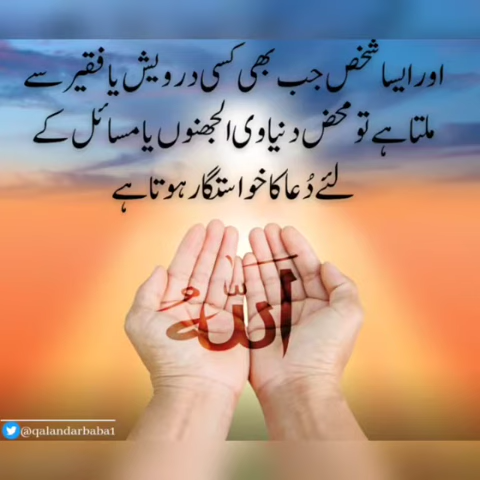 اور ایسا شخص جب بھی کسی درویش یا فقیر سے
ملتا ہے تو محض دنیاوی الجھنوں یا مسائل کے
لئے دُعا کا خواستگار ہوتا ہے
اَللّٰهُ
@qalandarbaba1